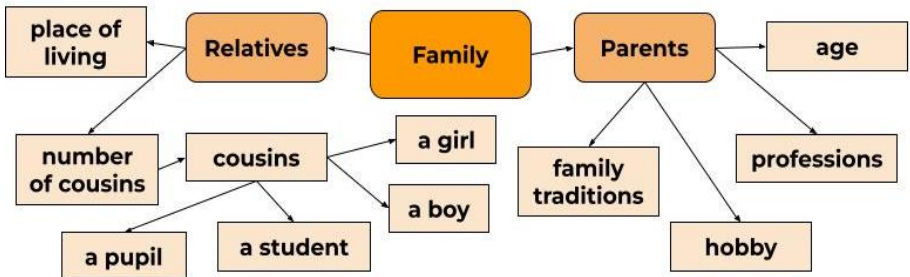 place of
living
Relatives
Family
Parents
age
number
of cousins
cousins
a girl
a boy
a pupil
a student
family
traditions
professions
hobby